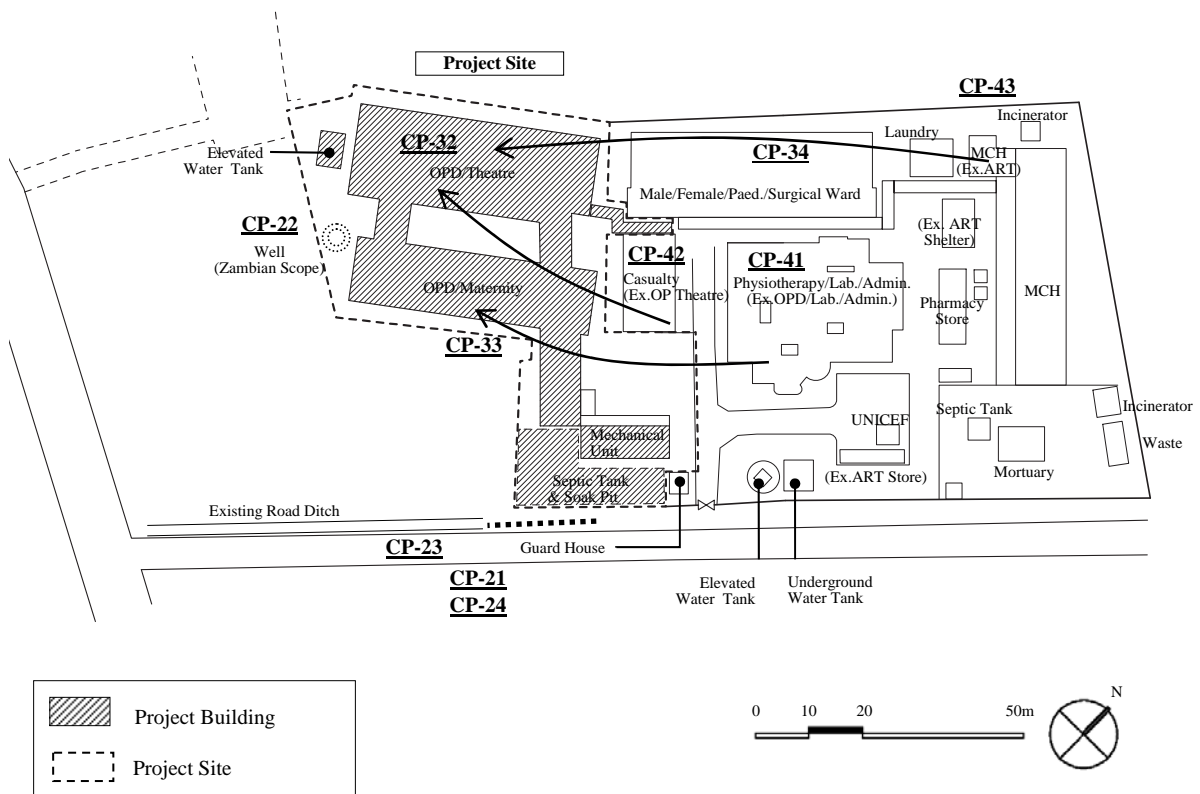 Project Site
CP-43
Incinerator
CP-32
Laundry
CP-34
MCH
(Ex.ART)
Elevated
Water Tank
OPD/Theatre
Male/Female/Paed./Surgical Ward
CP-22
Well
(Zambian Scope)
(Ex. ART
Shelter)
CP-42
CP-41
Casualty
(Ex.OP Theatre)
Physiotherapy/Lab./Admin.
(Ex.OPD/Lab./Admin.)
OPD/Maternity
Pharmacy
Store
MCH
CP-33
UNICEF
Septic Tank
Incinerator
Mechanical
Unit
Waste
Mortuary
Septic Tank
& Soak Pit
(Ex.ART Store)
Existing Road Ditch
CP-23
Guard House
CP-21
CP-24
Elevated
Water Tank
Underground
Water Tank
Project Building
Project Site
0 10 20 50m
N